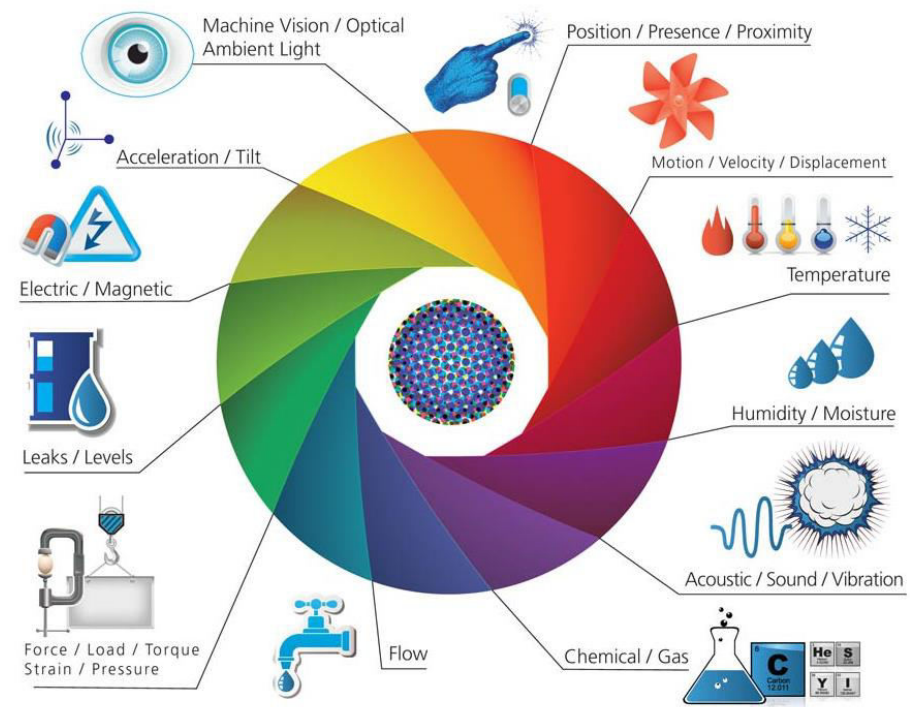 Machine Vision / Optical
Ambient Light
Position / Presence / Proximity
Acceleration / Tilt
Motion / Velocity / Displacement
Electric / Magnetic
Temperature
Leaks / Levels
Humidity / Moisture
Force / Load / Torque
Strain / Pressure
Flow
Chemical / Gas
Acoustic / Sound / Vibration
6
C
Carbon
12.011
He
S
Y
I